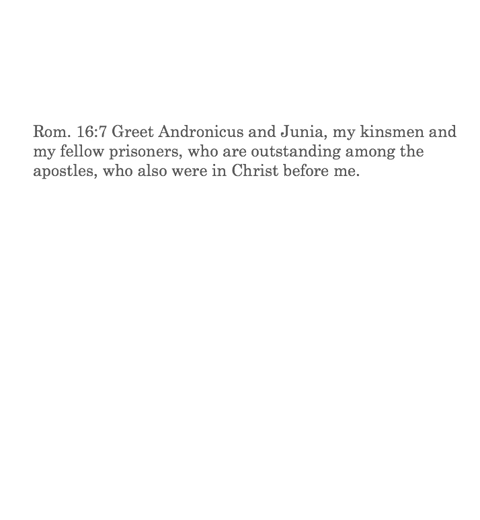 Rom. 16:7 Greet Andronicus and Junia, my kinsmen and
my fellow prisoners, who are outstanding among the
apostles, who also were in Christ before me.